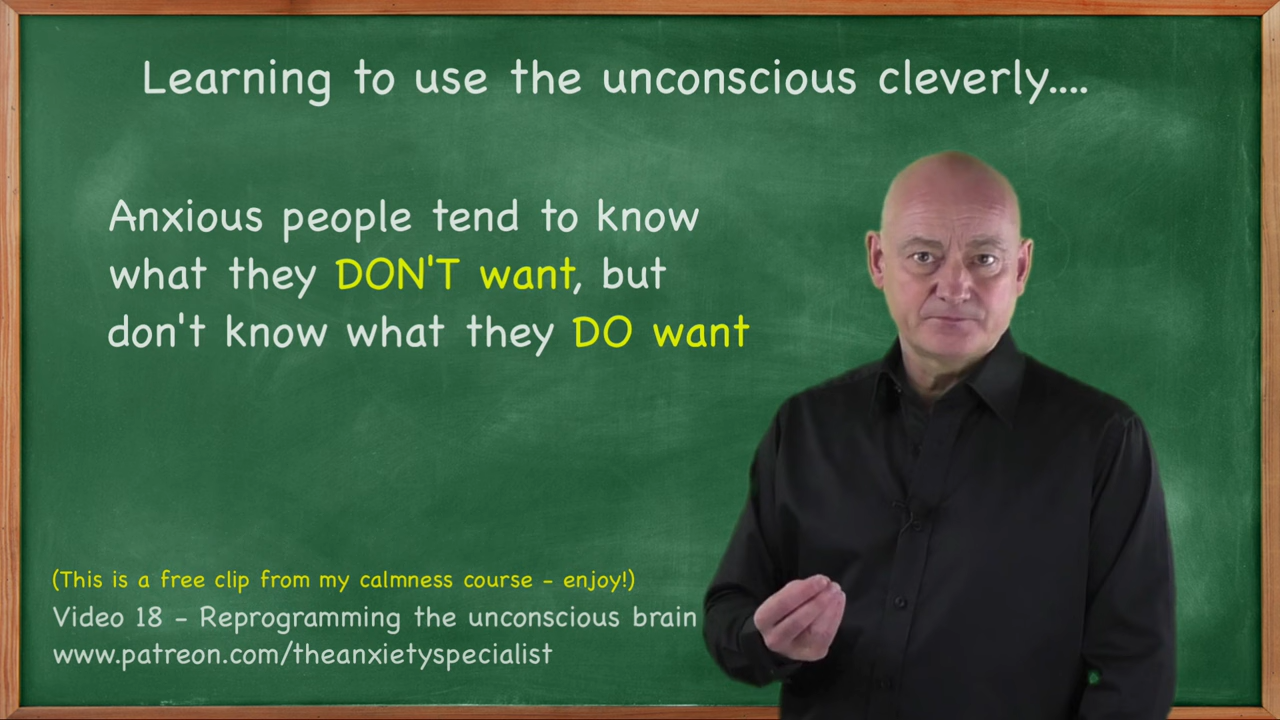 Learning to use the unconscious cleverly....
Anxious people tend to know
what they DON'T want, but
don't know what they DO want
(This is a free clip from my calmness course - enjoy!)
Video 18 - Reprogramming the unconscious brain
www.patreon.com/theanxietyspecialist